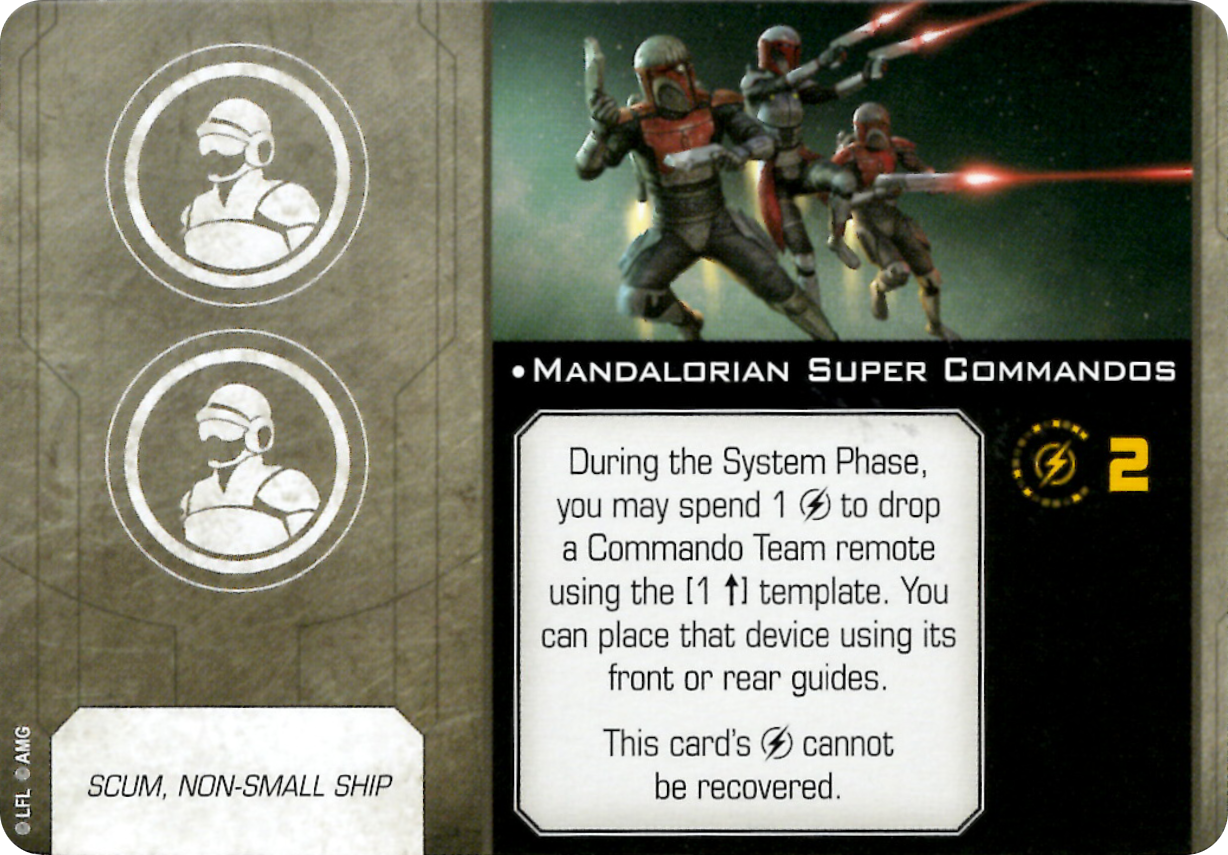 • MANDALORIAN SUPER COMMANDOS
During the System Phase,
you may spend 1 to drop
a Commando Team remote
using the [1 ↑] template. You
can place that device using its
front or rear guides.
This card's cannot
be recovered.
2
SCUM, NON-SMALL SHIP
© LFL © AMG